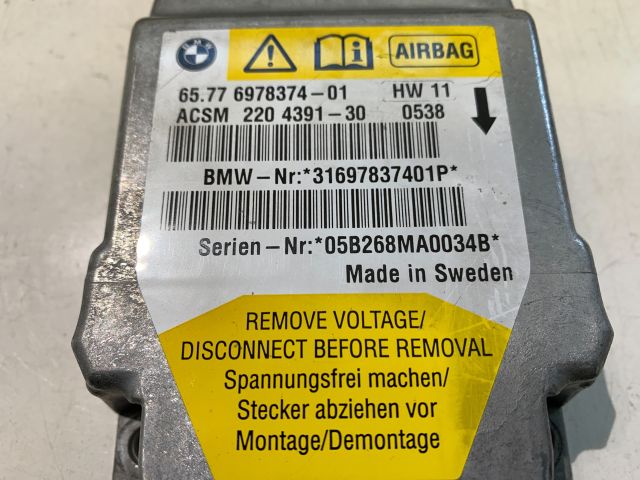 BMW
AIRBAG
65.77 6978374-01 HW 11
ACSM 220 4391-30 0538
BMW-Nr:*31697837401P*
Serien-Nr:*05B268MA0034B*
Made in Sweden
REMOVE VOLTAGE/
DISCONNECT BEFORE REMOVAL
Spannungsfrei machen/
Stecker abziehen vor
Montage/Demontage